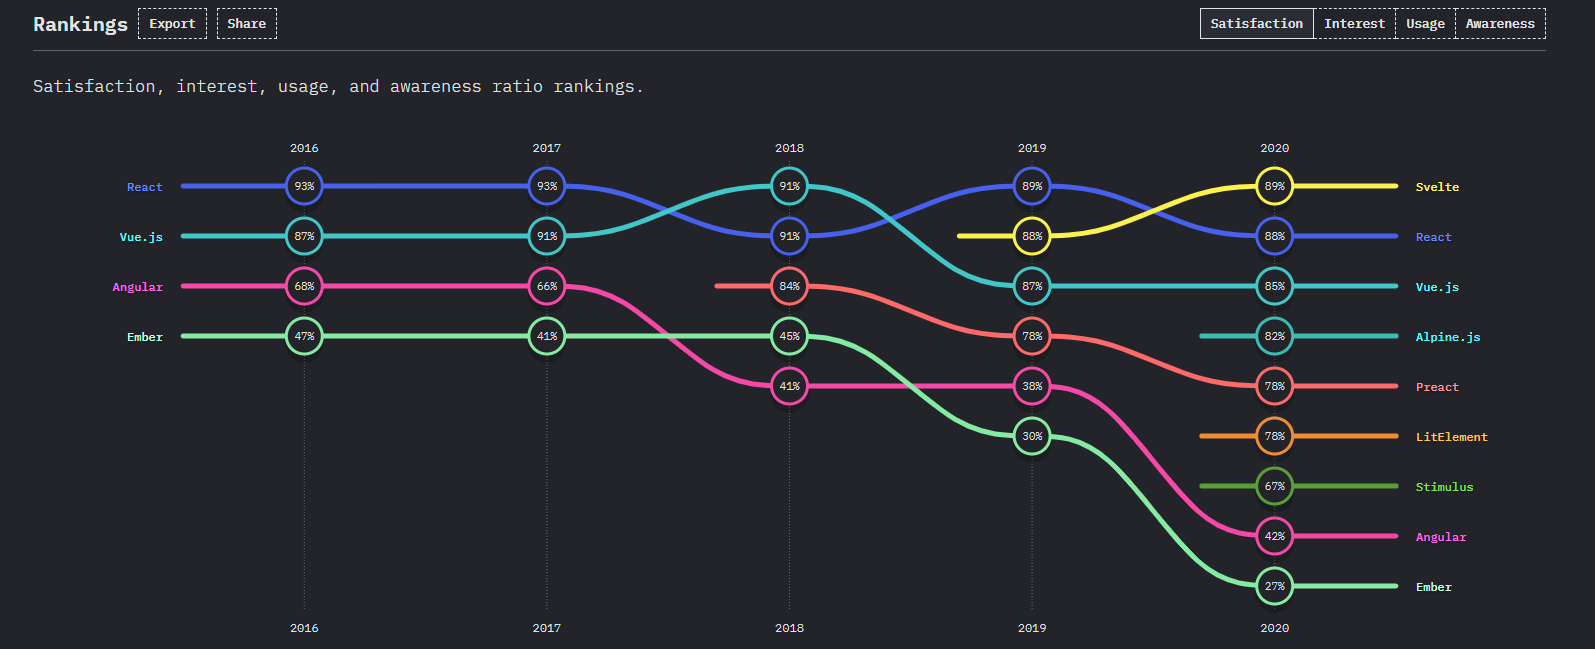 Rankings Export Share Satisfaction Interest Usage Awareness
Satisfaction, interest, usage, and awareness ratio rankings.
2016 2017 2018 2019 2020
React 93% 93% 91% 89% 89% Svelte
Vue.js 87% 91% 91% 88% 88% React
Angular 68% 66% 84% 87% 85% Vue.js
Ember 47% 41% 45% 78% 82% Alpine.js
41% 38% 78% Preact
30% 78% LitElement
67% Stimulus
42% Angular
27% Ember
2016 2017 2018 2019 2020